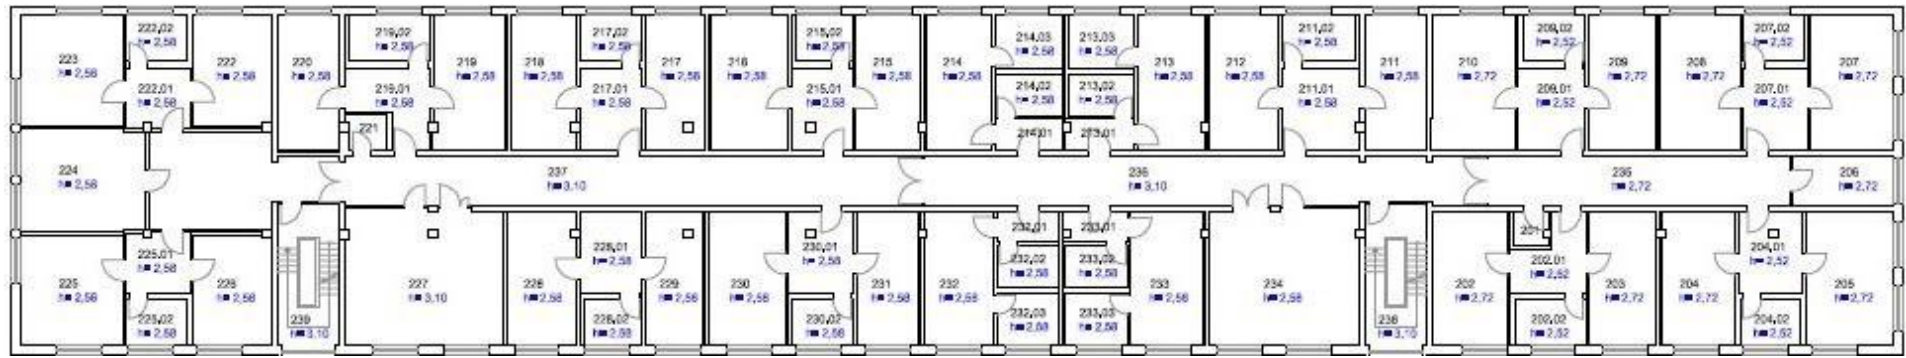 222,02
h= 2,58
223
h= 2,56
222
h= 2,58
222.01
h= 2,58
220
h= 2,58
219,02
h= 2,58
219.01
h= 2,58
221
219
h= 2,58
218
h= 2,58
217,02
h= 2,58
217.01
h= 2,58
217
h= 2,56
216
h= 2,58
215,02
h= 2,58
215.01
h= 2,58
215
h= 2,58
214
h= 2,58
214,03
h= 2,58
214,02
h= 2,58
214,01
213,03
h= 2,58
213,02
h= 2,58
213,01
213
h= 2,58
212
h= 2,58
211,02
h= 2,58
211.01
h= 2,58
211
h= 2,58
210
h= 2,72
209,02
h= 2,52
209.01
h= 2,52
209
h= 2,72
208
h= 2,72
207,02
h= 2,52
207.01
h= 2,52
207
h= 2,72
224
h= 2,56
237
h= 3,10
236
h= 3,10
235
h= 2,72
206
h= 2,72
225
h= 2,56
225.01
h= 2,58
225,02
h= 2,58
226
h= 2,58
239
h= 3,10
227
h= 3,10
228
h= 2,58
228,01
h= 2,58
228,02
h= 2,58
229
h= 2,56
230
h= 2,58
230,01
h= 2,58
230,02
h= 2,58
231
h= 2,58
232
h= 2,58
232,01
232,02
h= 2,58
232,03
h= 2,58
233,01
233,02
h= 2,58
233,03
h= 2,58
233
h= 2,56
234
h= 2,58
238
h= 3,10
202
h= 2,72
201
202.01
h= 2,52
202,02
h= 2,52
203
h= 2,72
204
h= 2,72
204,01
h= 2,52
204,02
h= 2,52
205
h= 2,72